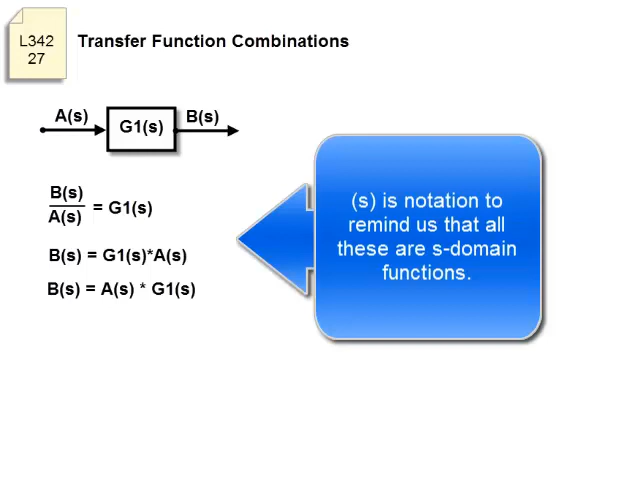 L342
27
Transfer Function Combinations
A(s)
G1(s)
B(s)
B(s)
A(s)
= G1(s)
B(s) = G1(s)*A(s)
B(s) = A(s) * G1(s)
(s) is notation to
remind us that all
these are s-domain
functions.